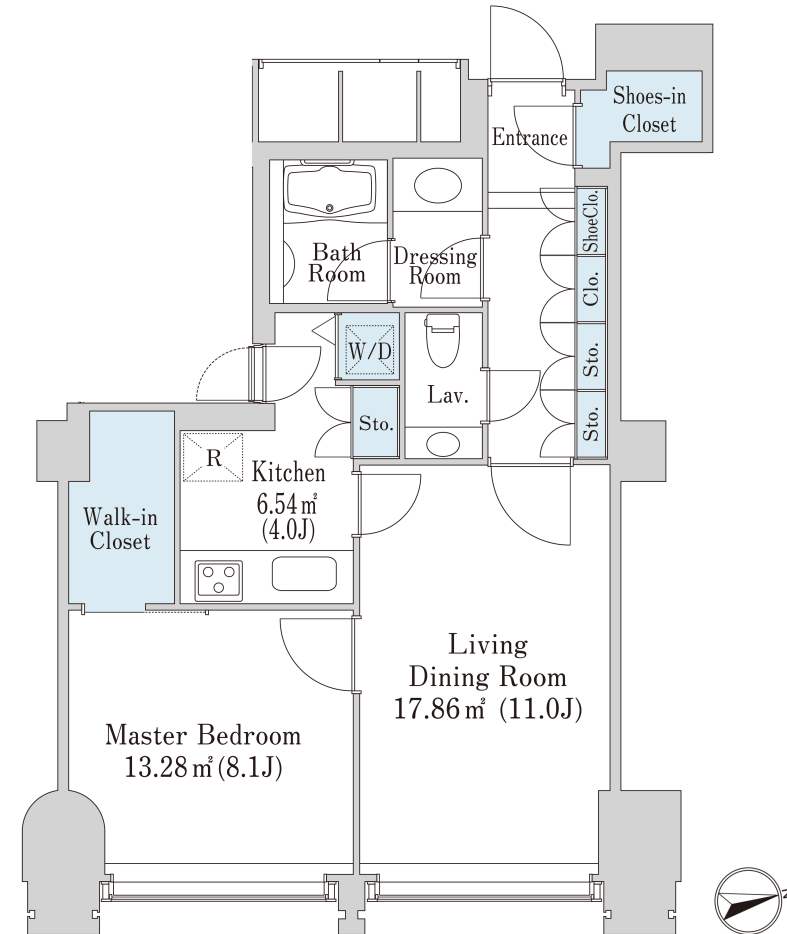 Shoes-in
Closet
Entrance
ShoeClo.
Clo.
Sto.
Sto.
Bath
Room
Dressing
Room
W/D
Lav.
Sto.
R
Kitchen
6.54㎡
(4.0J)
Walk-in
Closet
Living
Dining Room
17.86㎡ (11.0J)
Master Bedroom
13.28㎡(8.1J)
N